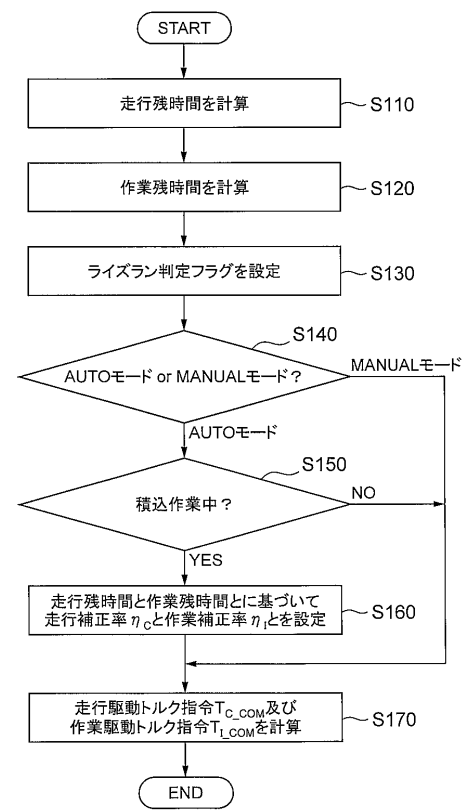 START
走行残時間を計算
S110
作業残時間を計算
S120
ライズラン判定フラグを設定
S130
S140
AUTOモード or MANUALモード?
MANUALモード
AUTOモード
S150
積込作業中?
NO
YES
走行残時間と作業残時間とに基づいて
走行補正率ηCと作業補正率ηIとを設定
S160
走行駆動トルク指令TC_COM及び
作業駆動トルク指令TI_COMを計算
S170
END